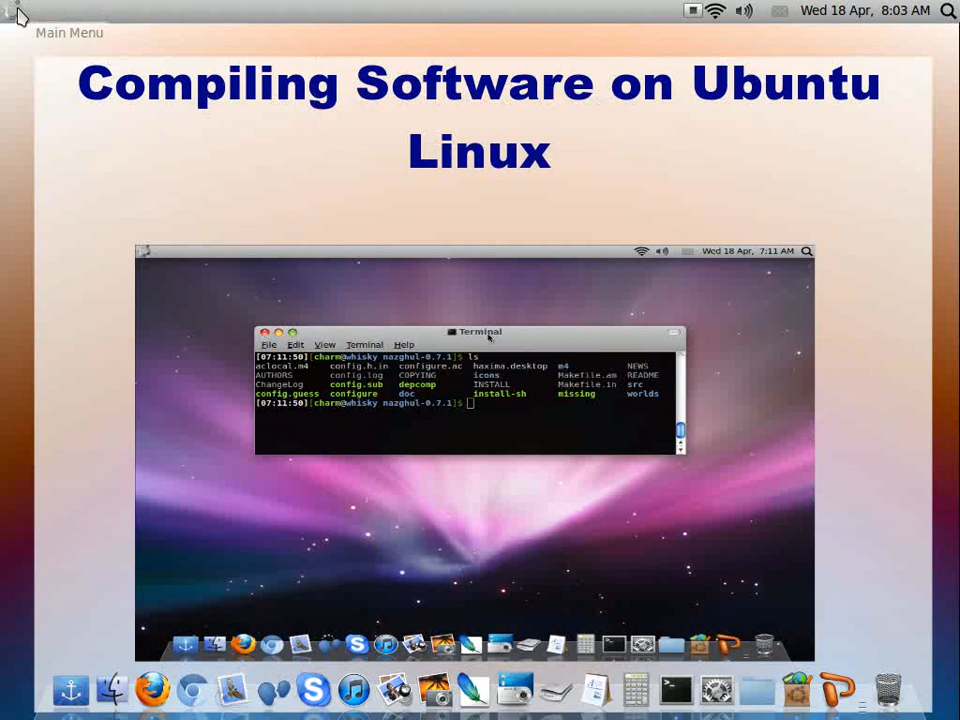 Wed 18 Apr, 8:03 AM
Main Menu
Compiling Software on Ubuntu
Linux
Wed 18 Apr, 7:11 AM
Terminal
File Edit View Terminal Help
[07:11:50][charm@whisky nazghul-0.7.1]$ ls
aclocal.m4 config.h.in configure.ac haxima.desktop m4 NEWS
AUTHORS config.log COPYING icons Makefile.am README
ChangeLog config.sub depcomp INSTALL Makefile.in src
config.guess configure doc install-sh missing worlds
[07:11:50][charm@whisky nazghul-0.7.1]$